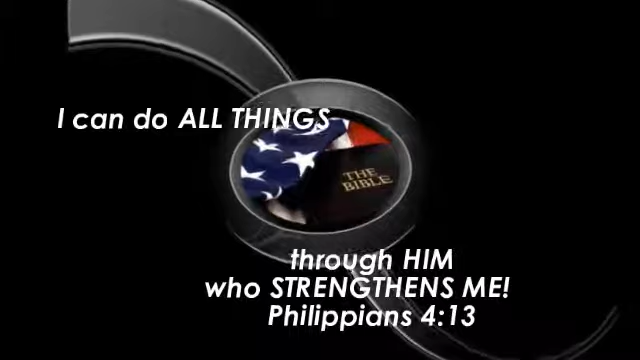 I can do ALL THINGS
THE
BIBLE
through HIM
who STRENGTHENS ME!
Philippians 4:13